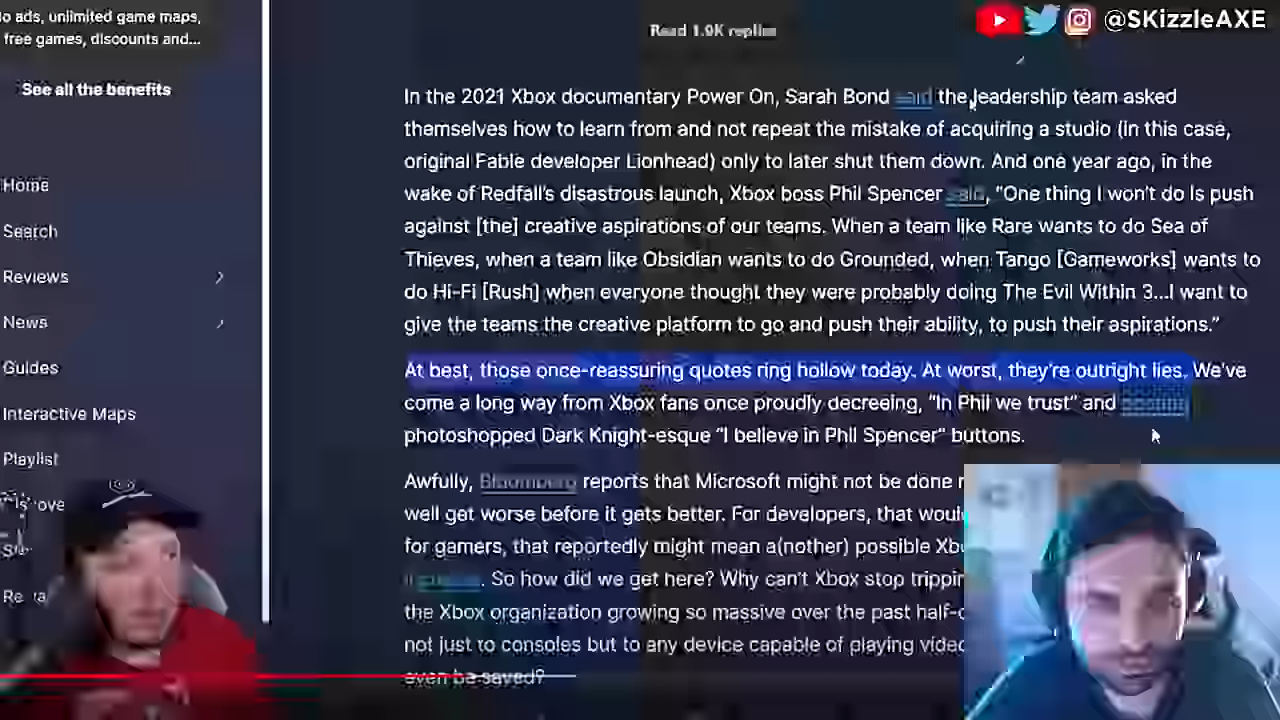 o ads, unlimited game maps,
free games, discounts and...
See all the benefits
Home
Search
Reviews
News
Guides
Interactive Maps
Playlist
Read 1.9K replies
@SKizzleAXE
In the 2021 Xbox documentary Power On, Sarah Bond said the leadership team asked
themselves how to learn from and not repeat the mistake of acquiring a studio (in this case,
original Fable developer Lionhead) only to later shut them down. And one year ago, in the
wake of Redfall's disastrous launch, Xbox boss Phil Spencer said, "One thing I won't do is push
against [the] creative aspirations of our teams. When a team like Rare wants to do Sea of
Thieves, when a team like Obsidian wants to do Grounded, when Tango [Gameworks] wants to
do Hi-Fi [Rush] when everyone thought they were probably doing The Evil Within 3...I want to
give the teams the creative platform to go and push their ability, to push their aspirations."
At best, those once-reassuring quotes ring hollow today. At worst, they're outright lies. We've
come a long way from Xbox fans once proudly decreeing, "In Phil we trust" and
photoshopped Dark Knight-esque "I believe in Phil Spencer" buttons.
Awfully, Bloomberg reports that Microsoft might not be done
well get worse before it gets better. For developers, that woul
for gamers, that reportedly might mean a(nother) possible Xb
. So how did we get here? Why can't Xbox stop trippin
the Xbox organization growing so massive over the past half-
not just to consoles but to any device capable of playing vide
even be saved?